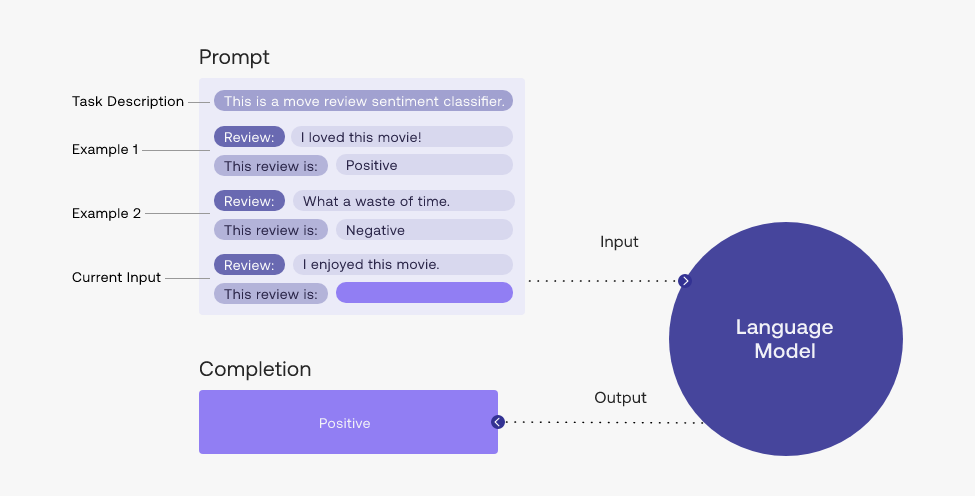 Prompt
Task Description
This is a move review sentiment classifier.
Example 1
Review: I loved this movie!
This review is: Positive
Example 2
Review: What a waste of time.
This review is: Negative
Current Input
Review: I enjoyed this movie.
This review is:
Input
Language
Model
Output
Completion
Positive